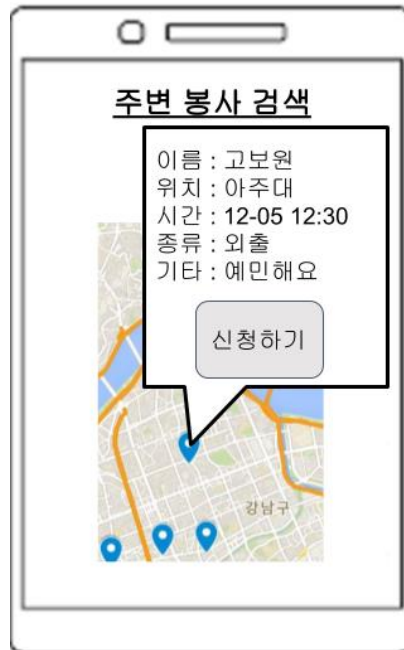 주변 봉사 검색
이름 : 고보원
위치 : 아주대
시간 : 12-05 12:30
종류 : 외출
기타 : 예민해요
신청하기
강남구